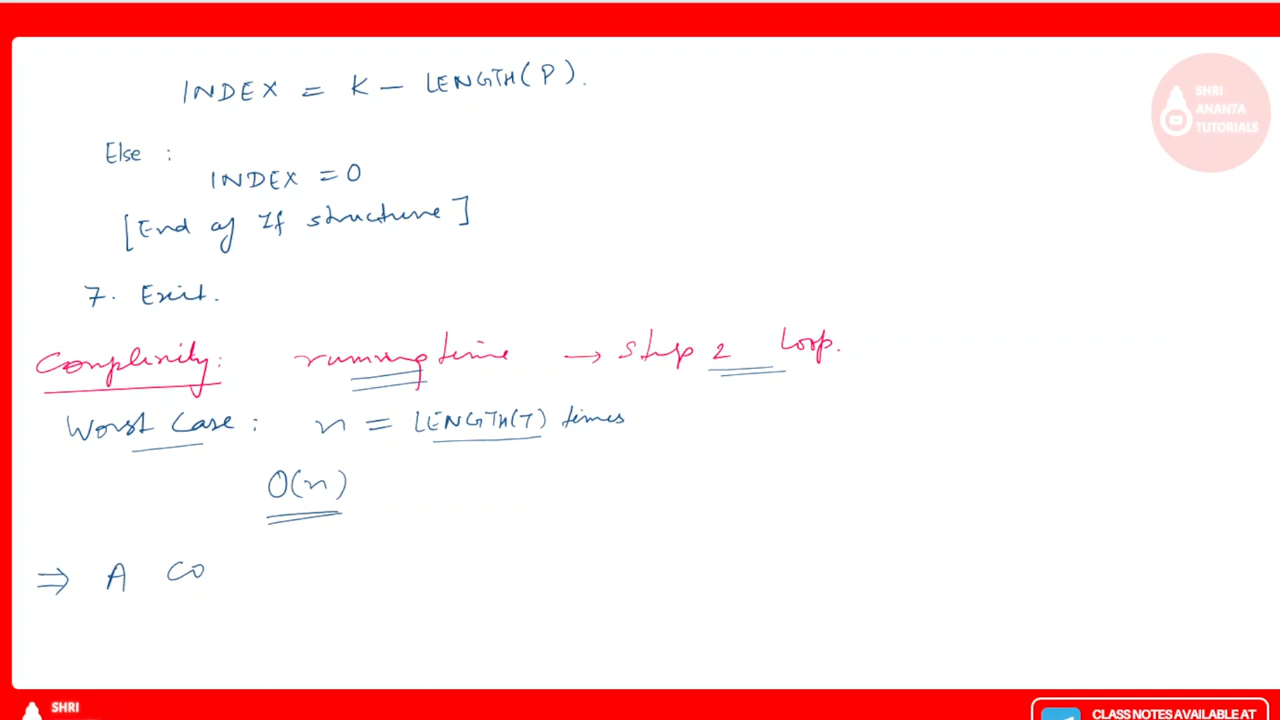 INDEX = K - LENGTH(P).
Else :
INDEX = 0
[End of If structure]
7. Exit.
Complexity: running time → step 2 loop.
Worst Case : n = LENGTH(T) times
O(n)
⇒ A co
SHRI
ANANTA
TUTORIALS
SHRI
CLASS NOTES AVAILABLE AT